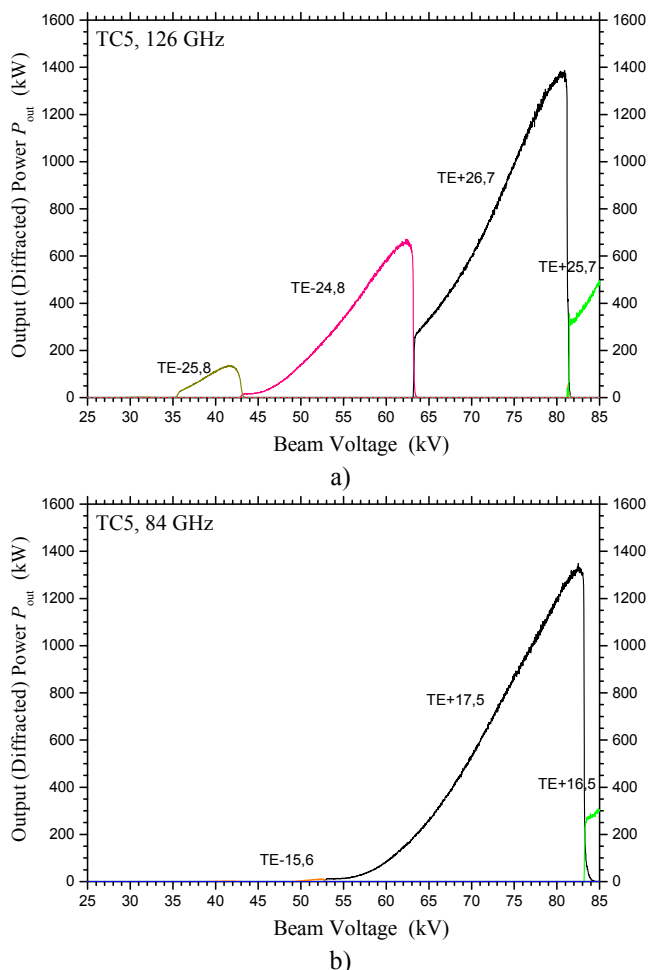 TC5, 126 GHz
1600 1600
1400 1400
1200 1200
1000 1000
800 800
600 600
400 400
200 200
0 0
Output (Diffracted) Power Pout (kW)
TE-25,8
TE-24,8
TE+26,7
TE+25,7
25 30 35 40 45 50 55 60 65 70 75 80 85
Beam Voltage (kV)
a)
TC5, 84 GHz
1600 1600
1400 1400
1200 1200
1000 1000
800 800
600 600
400 400
200 200
0 0
Output (Diffracted) Power Pout (kW)
TE-15,6
TE+17,5
TE+16,5
25 30 35 40 45 50 55 60 65 70 75 80 85
Beam Voltage (kV)
b)